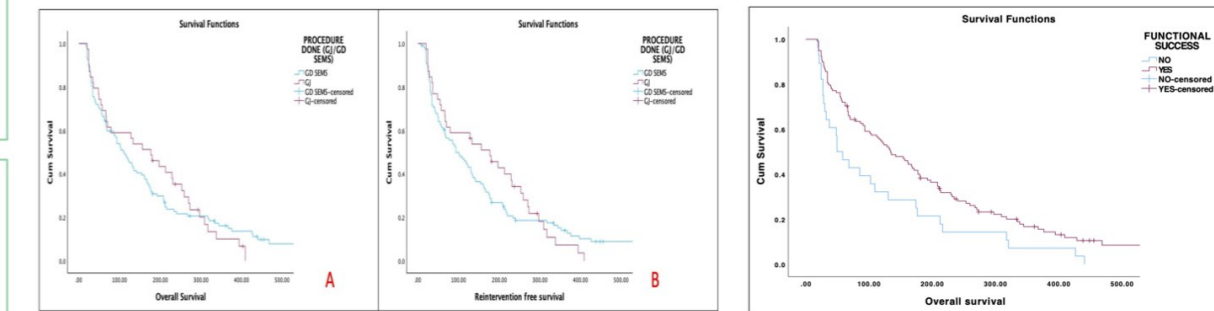 Survival Functions
PROCEDURE
DONE (GJ/GD
SEMS)
GD SEMS
GJ
GD SEMS-censored
GJ-censored
Cum Survival
1.0
0.8
0.6
0.4
0.2
0.0
.00 100.00 200.00 300.00 400.00 500.00
Overall Survival
A
Survival Functions
PROCEDURE
DONE (GJ/GD
SEMS)
GD SEMS
GJ
GD SEMS-censored
GJ-censored
Cum Survival
1.0
0.8
0.6
0.4
0.2
0.0
.00 100.00 200.00 300.00 400.00 500.00
Reintervention free survival
B
Survival Functions
FUNCTIONAL
SUCCESS
NO
YES
NO-censored
YES-censored
Cum Survival
1.0
0.8
0.6
0.4
0.2
0.0
.00 100.00 200.00 300.00 400.00 500.00
Overall survival